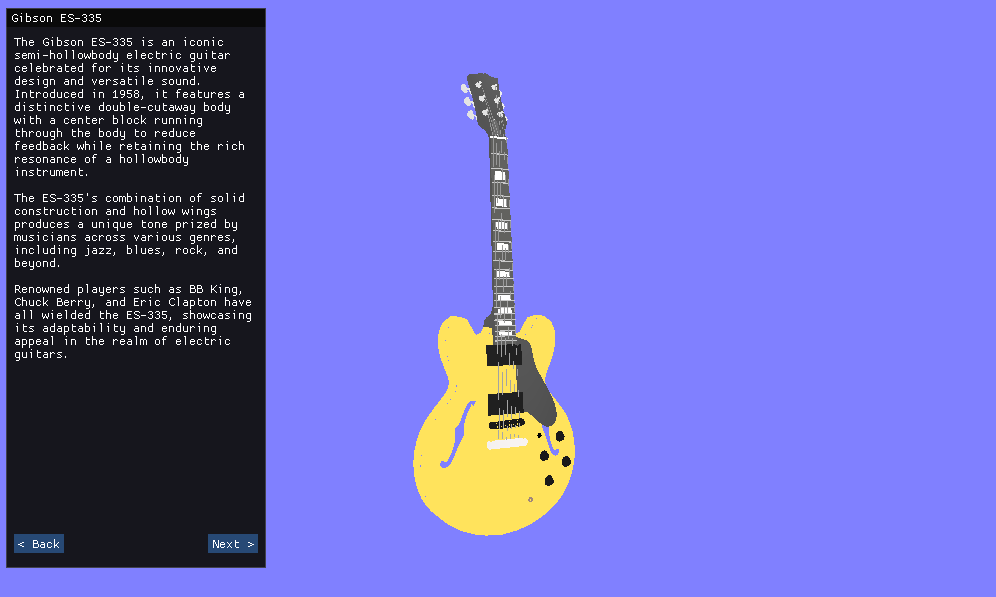 Gibson ES-335
The Gibson ES-335 is an iconic
semi-hollowbody electric guitar
celebrated for its innovative
design and versatile sound.
Introduced in 1958, it features a
distinctive double-cutaway body
with a center block running
through the body to reduce
feedback while retaining the rich
resonance of a hollowbody
instrument.
The ES-335's combination of solid
construction and hollow wings
produces a unique tone prized by
musicians across various genres,
including jazz, blues, rock, and
beyond.
Renowned players such as BB King,
Chuck Berry, and Eric Clapton have
all wielded the ES-335, showcasing
its adaptability and enduring
appeal in the realm of electric
guitars.
< Back
Next >